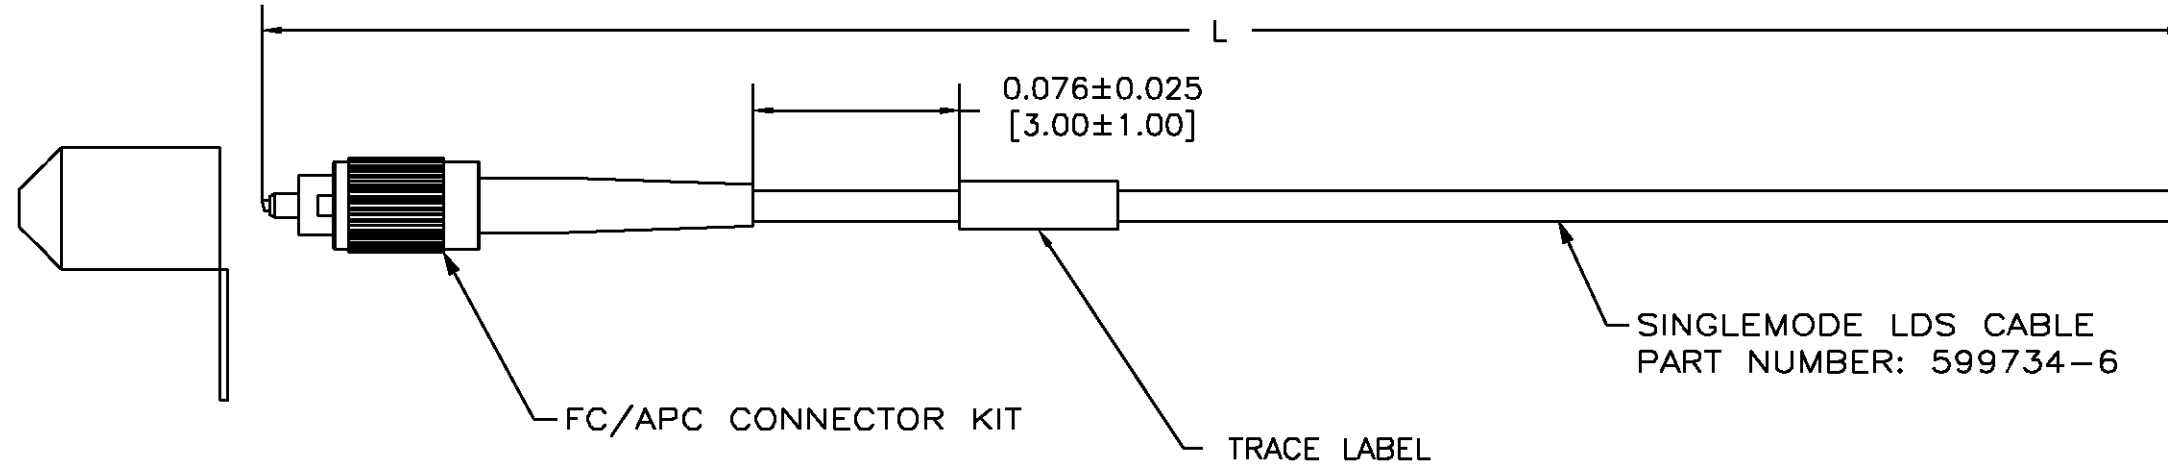 L
0.076±0.025
[3.00±1.00]
SINGLEMODE LDS CABLE
PART NUMBER: 599734-6
FC/APC CONNECTOR KIT
TRACE LABEL